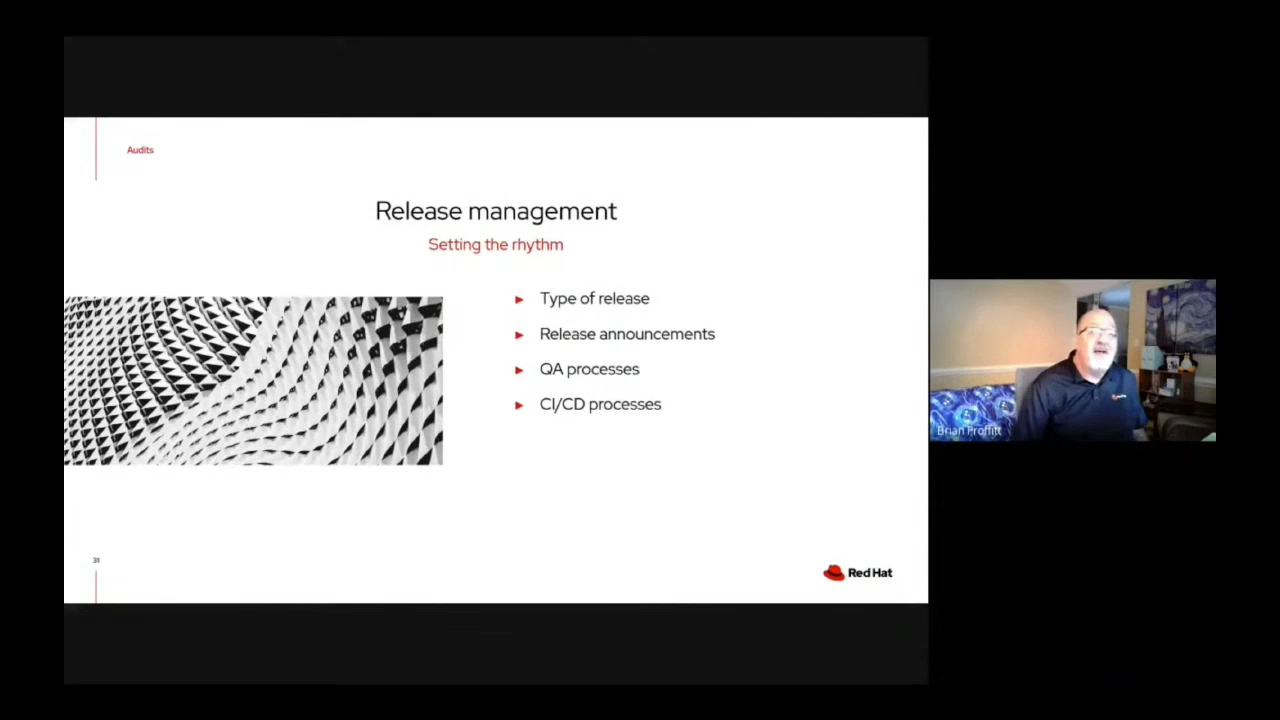 Audits
Release management
Setting the rhythm
► Type of release
► Release announcements
► QA processes
► CI/CD processes
31
Red Hat
Brian Proffitt